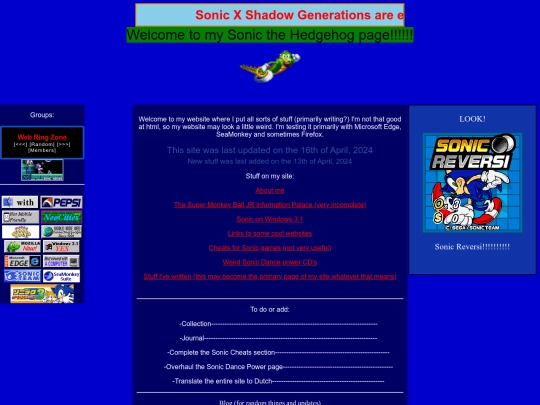 Sonic X Shadow Generations are e
Welcome to my Sonic the Hedgehog page!!!!!!
Groups:
Web Ring Zone
[<<<] [Random] [>>>]
[Members]
with
PEPSI
MOZILLA
Now!
Windows 3.1
YES
Microsoft
EDGE
A COMPUTER
SONIC
TEAM
SeaMonkey
Suite
Welcome to my website where I put all sorts of stuff (primarily writing?) I'm not that good
at html, so my website may look a little weird. I'm testing it primarily with Microsoft Edge,
SeaMonkey and sometimes Firefox.
This site was last updated on the 16th of April, 2024
New stuff was last added on the 13th of April, 2024
Stuff on my site:
About me
The Super Monkey Ball JR Information Palace (very incomplete)
Sonic on Windows 3.1
Links to some cool websites
Cheats for Sonic games (not very useful)
Weird Sonic Dance power CD's
Stuff I've written (this may become the primary page of my site whatever that means)
To do or add:
-Collection-----------------------------------------------------------------------
-Journal--------------------------------------------------------------------------
-Complete the Sonic Cheats section-------------------------------------------------
-Overhaul the Sonic Dance Power page-----------------------------------------------
-Translate the entire site to Dutch------------------------------------------------
Blog (for random things and updates)
LOOK!
SONIC
REVERSI
© SEGA/SONICTEAM
Sonic Reversi!!!!!!!!!!